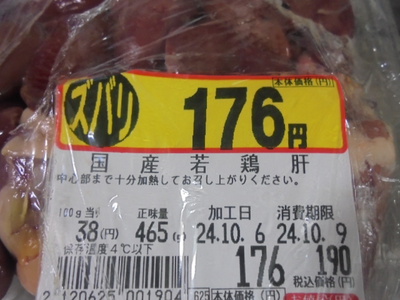 ズバリ
本体価格(円)
176円
国産若鶏肝
中心部まで十分加熱してお召し上がりください。
100g当り 正味量 加工日 消費期限
38(円) 465(g) 24.10. 6 24.10. 9
保存温度4℃以下
176 190
税込価格(円)
2120625001904
625 本体価格(円)